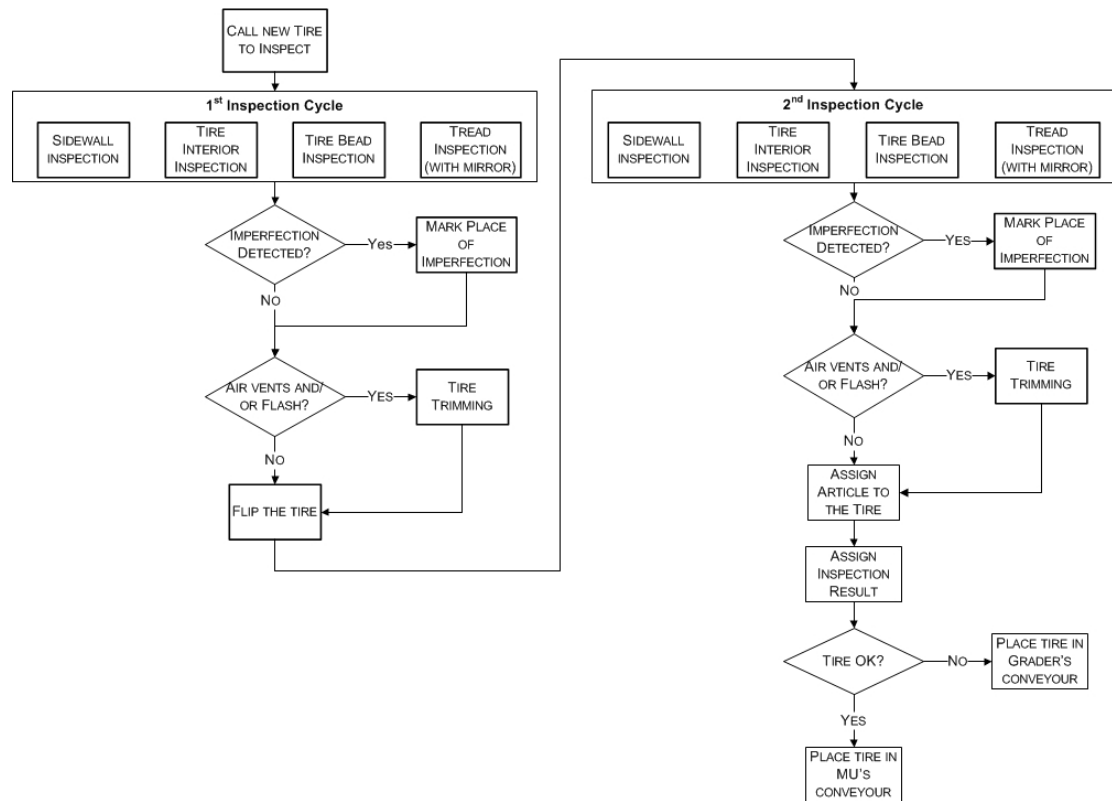 CALL NEW TIRE
TO INSPECT
1st Inspection Cycle
SIDEWALL
INSPECTION
TIRE
INTERIOR
INSPECTION
TIRE BEAD
INSPECTION
TREAD
INSPECTION
(WITH MIRROR)
IMPERFECTION
DETECTED?
Yes
MARK PLACE
OF
IMPERFECTION
NO
AIR VENTS AND/
OR FLASH?
YES
TIRE
TRIMMING
NO
FLIP THE TIRE
2nd Inspection Cycle
SIDEWALL
INSPECTION
TIRE
INTERIOR
INSPECTION
TIRE BEAD
INSPECTION
TREAD
INSPECTION
(WITH MIRROR)
IMPERFECTION
DETECTED?
YES
MARK PLACE
OF
IMPERFECTION
NO
AIR VENTS AND/
OR FLASH?
YES
TIRE
TRIMMING
NO
ASSIGN
ARTICLE TO
THE TIRE
ASSIGN
INSPECTION
RESULT
TIRE OK?
NO
PLACE TIRE IN
GRADER'S
CONVEYOUR
YES
PLACE TIRE IN
MU'S
CONVEYOUR